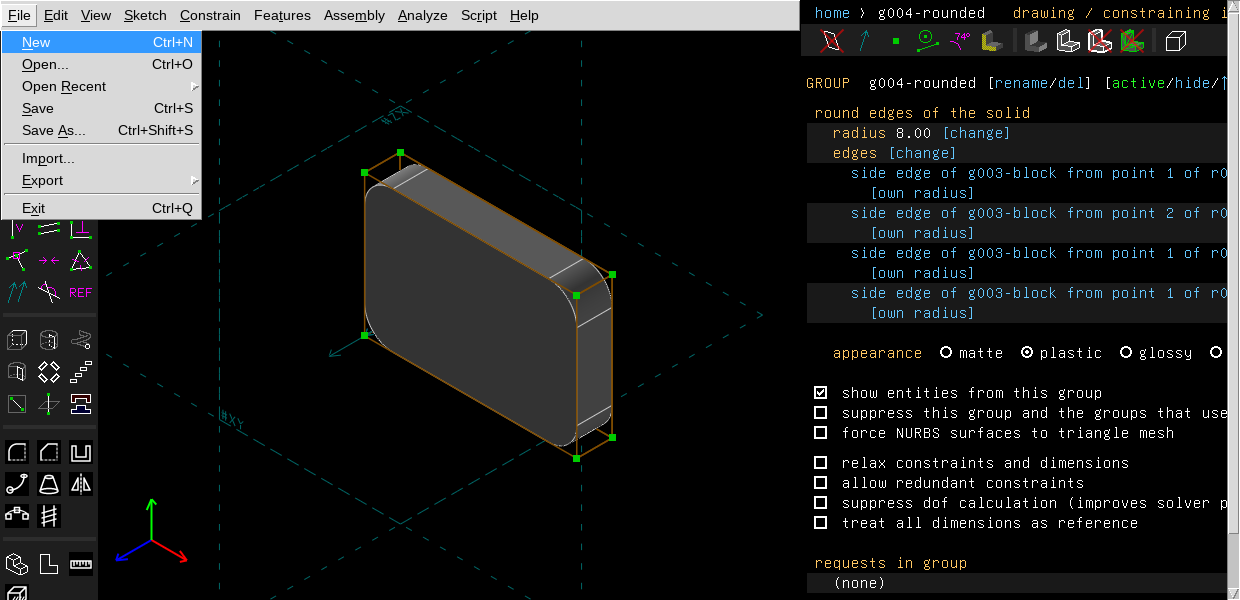 File Edit View Sketch Constrain Features Assembly Analyze Script Help
New Ctrl+N
Open... Ctrl+O
Open Recent
Save Ctrl+S
Save As... Ctrl+Shift+S
Import...
Export
Exit Ctrl+Q
REF
#ZX
#XY
home › g004-rounded drawing / constraining i
74º
GROUP g004-rounded [rename/del] [active/hide/↑
round edges of the solid
radius 8.00 [change]
edges [change]
side edge of g003-block from point 1 of r0
[own radius]
side edge of g003-block from point 2 of r0
[own radius]
side edge of g003-block from point 1 of r0
[own radius]
side edge of g003-block from point 1 of r0
[own radius]
appearance matte plastic glossy
show entities from this group
suppress this group and the groups that use
force NURBS surfaces to triangle mesh
relax constraints and dimensions
allow redundant constraints
suppress dof calculation (improves solver p
treat all dimensions as reference
requests in group
(none)